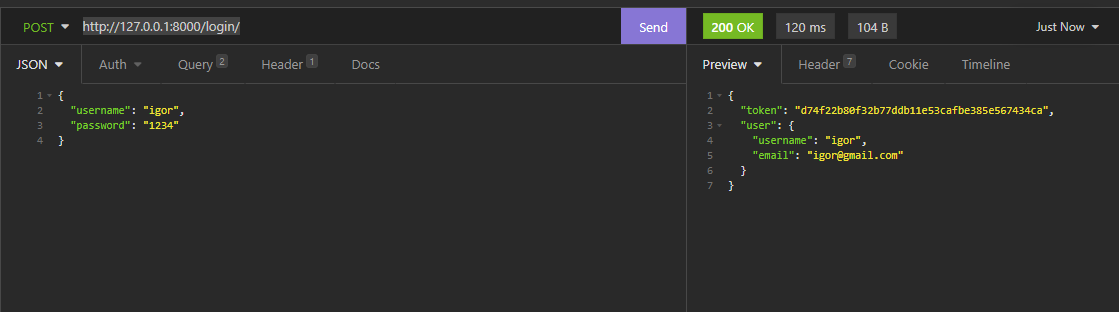 POST http://127.0.0.1:8000/login/ Send 200 OK 120 ms 104 B Just Now
JSON Auth Query 2 Header 1 Docs Preview Header 7 Cookie Timeline
1 {
2 "username": "igor",
3 "password": "1234"
4 }
1 {
2 "token": "d74f22b80f32b77ddb11e53cafbe385e567434ca",
3 "user": {
4 "username": "igor",
5 "email": "igor@gmail.com"
6 }
7 }